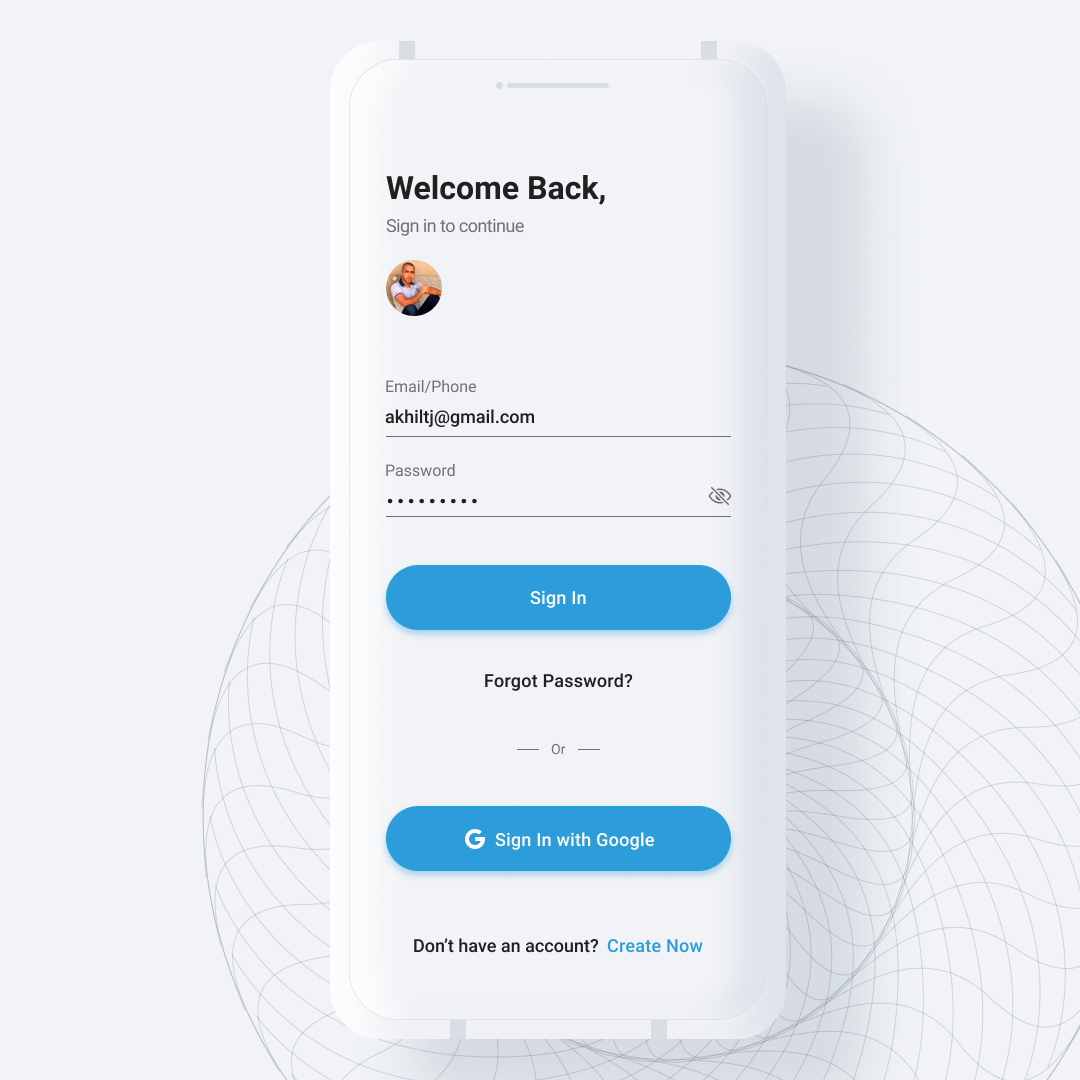 Welcome Back,
Sign in to continue
Email/Phone
akhiltj@gmail.com
Password
•••••••••
Sign In
Forgot Password?
Or
Sign In with Google
Don’t have an account? Create Now